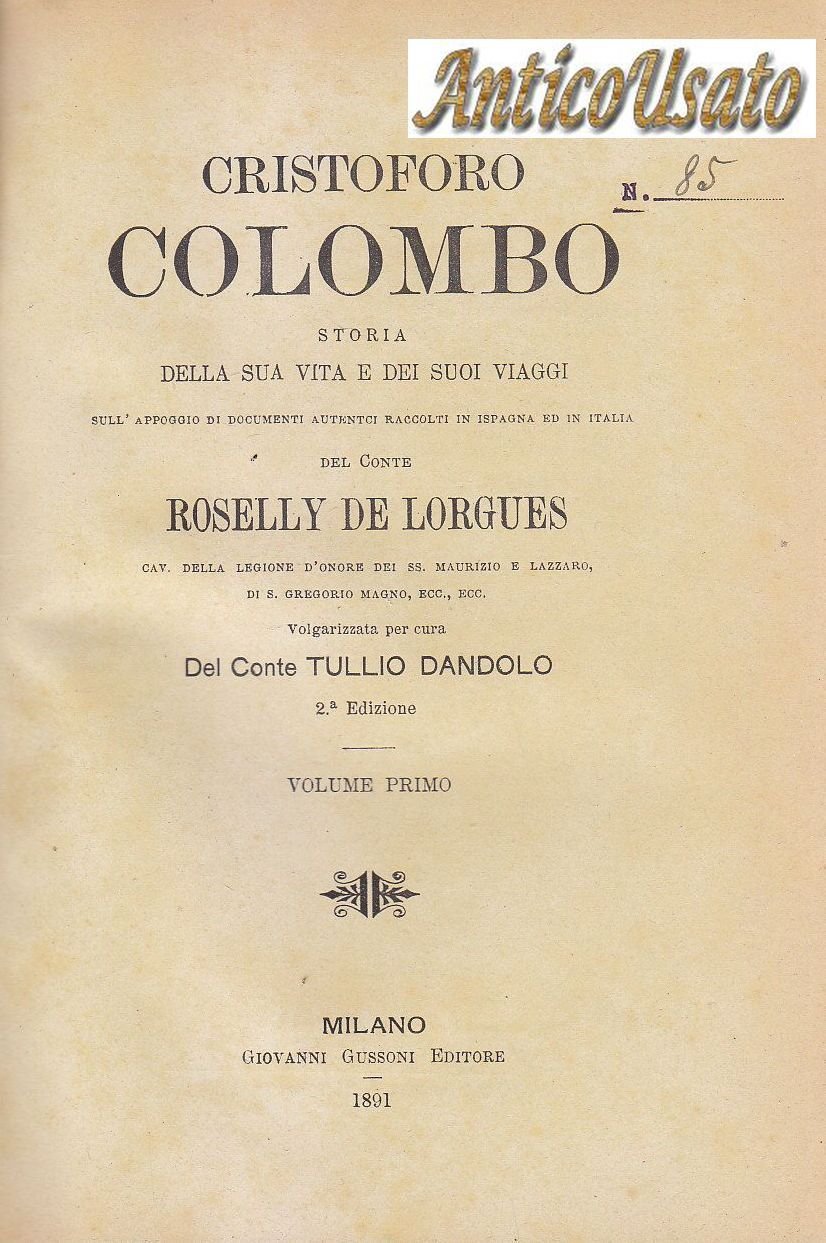 AnticoUsato
CRISTOFORO
N. 85
COLOMBO
STORIA
DELLA SUA VITA E DEI SUOI VIAGGI
SULL' APPOGGIO DI DOCUMENTI AUTENTCI RACCOLTI IN ISPAGNA ED IN ITALIA
DEL CONTE
ROSELLY DE LORGUES
CAV. DELLA LEGIONE D'ONORE DEI SS. MAURIZIO E LAZZARO,
DI S. GREGORIO MAGNO, ECC., ECC.
Volgarizzata per cura
Del Conte TULLIO DANDOLO
2.ª Edizione
VOLUME PRIMO
MILANO
GIOVANNI GUSSONI EDITORE
1891